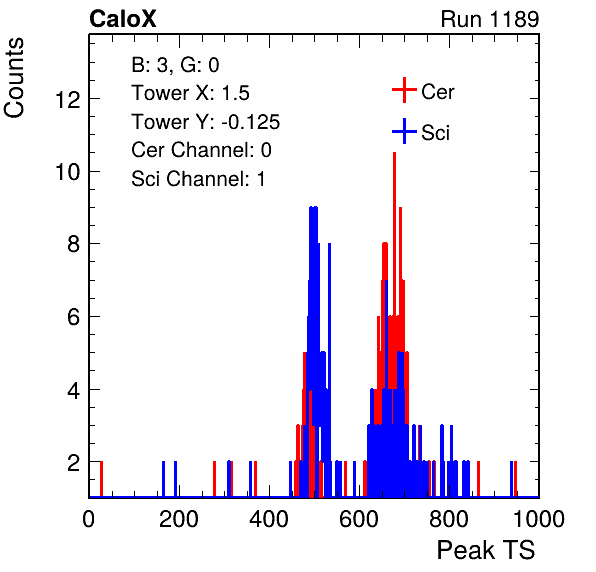 CaloX Run 1189
Counts
B: 3, G: 0
Tower X: 1.5
Tower Y: -0.125
Cer Channel: 0
Sci Channel: 1
Cer
Sci
12
10
8
6
4
2
0 200 400 600 800 1000
Peak TS